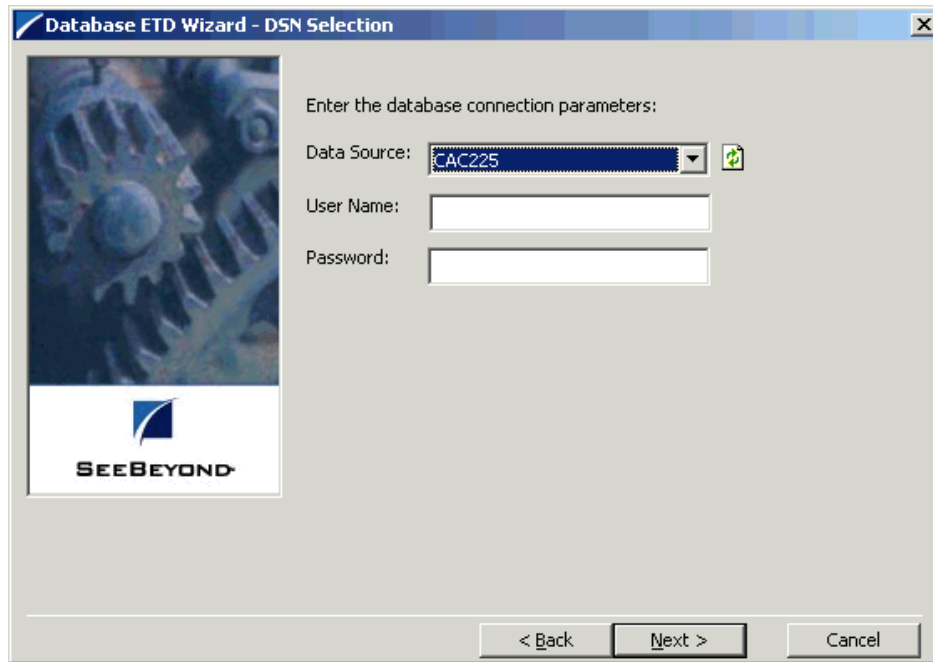 Database ETD Wizard - DSN Selection
Enter the database connection parameters:
Data Source: CAC225
User Name:
Password:
SEEBEYOND
< Back Next > Cancel